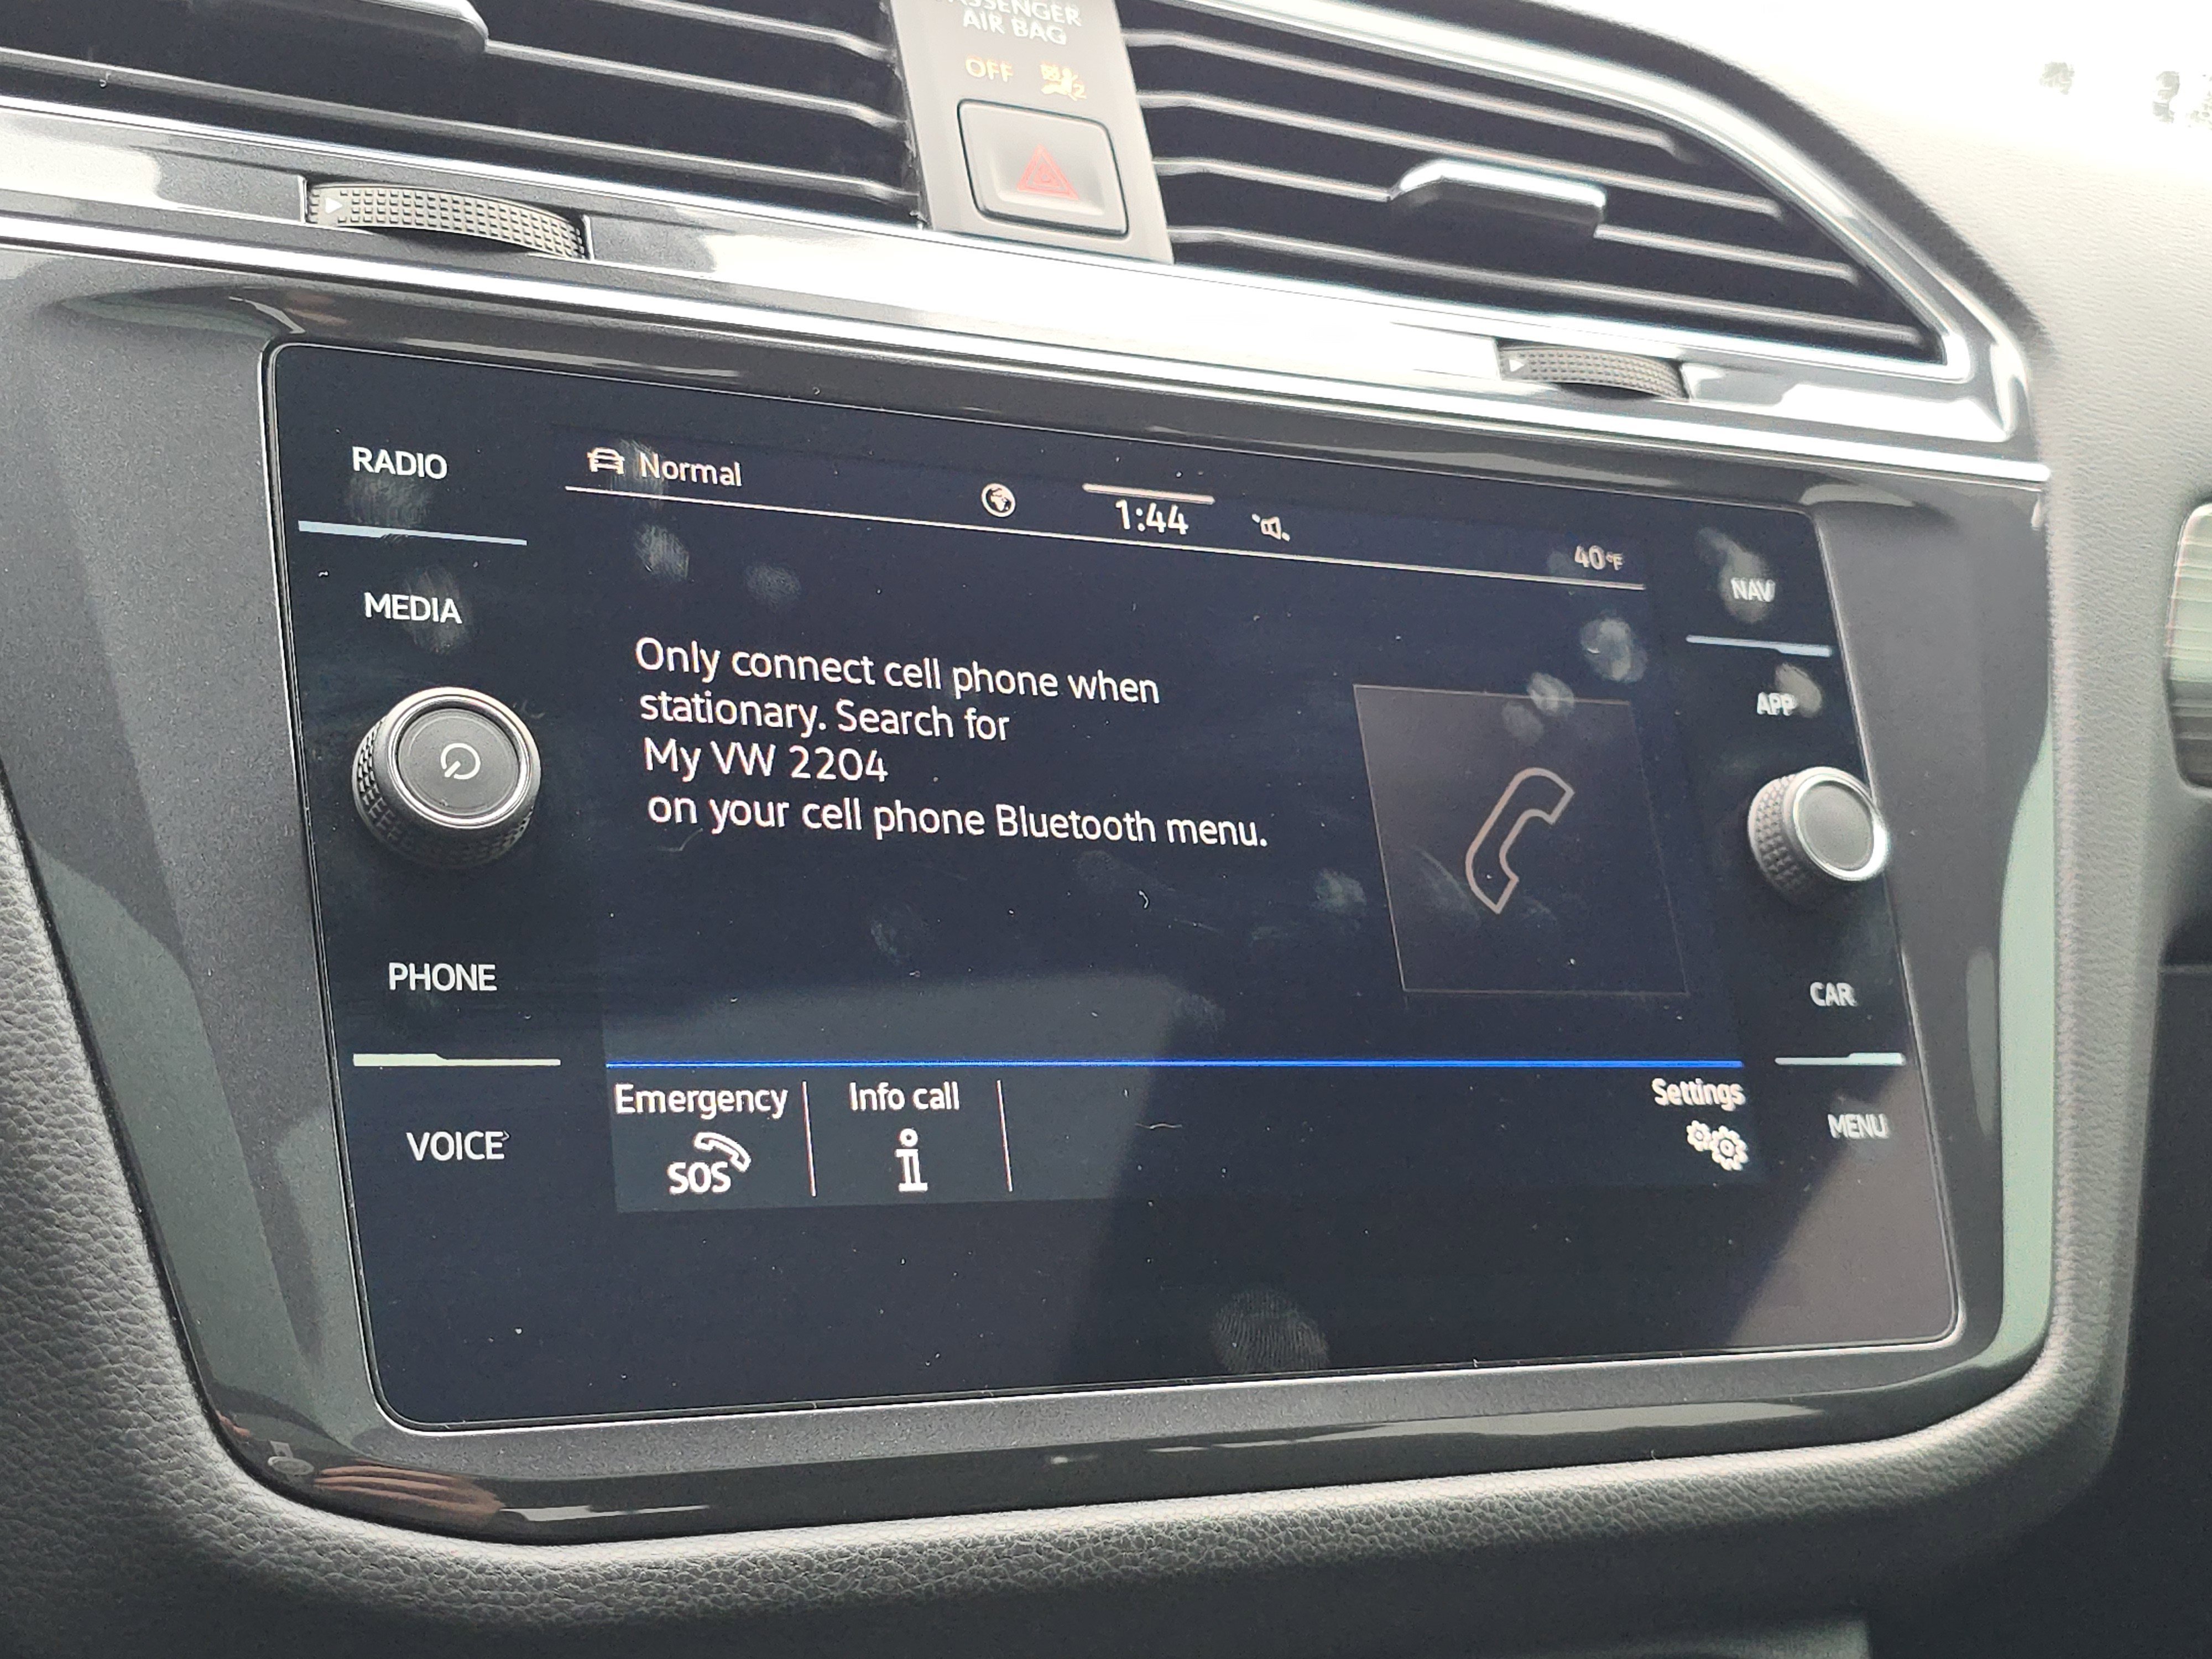 AIR BAG
OFF
RADIO
Normal
1:44
40°F
NAV
MEDIA
APP
Only connect cell phone when
stationary. Search for
My VW 2204
on your cell phone Bluetooth menu.
PHONE
CAR
Emergency
Info call
Settings
SOS
VOICE
MENU